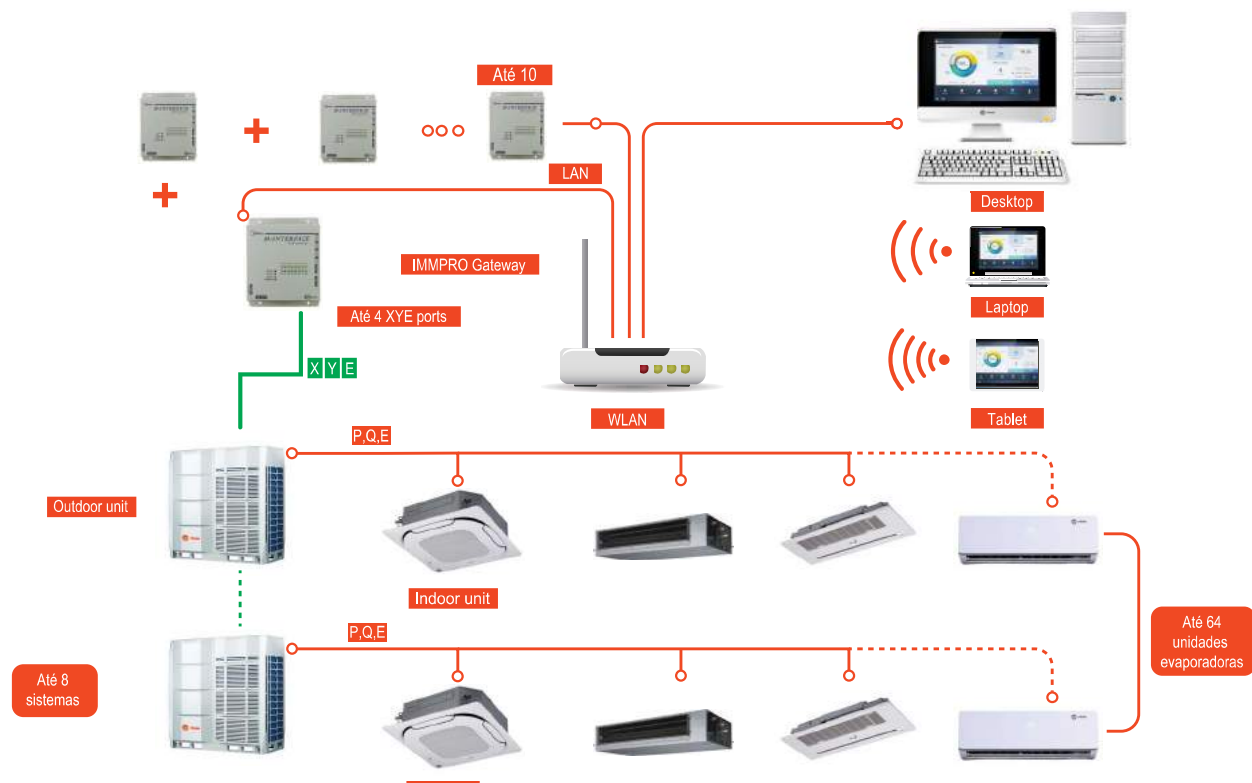 Até 10
LAN
Desktop
M-INTERFACE
IMMPRO Gateway
Até 4 XYE ports
Laptop
X Y E
WLAN
Tablet
P,Q,E
Outdoor unit
Indoor unit
P,Q,E
Até 64
unidades
evaporadoras
Até 8
sistemas